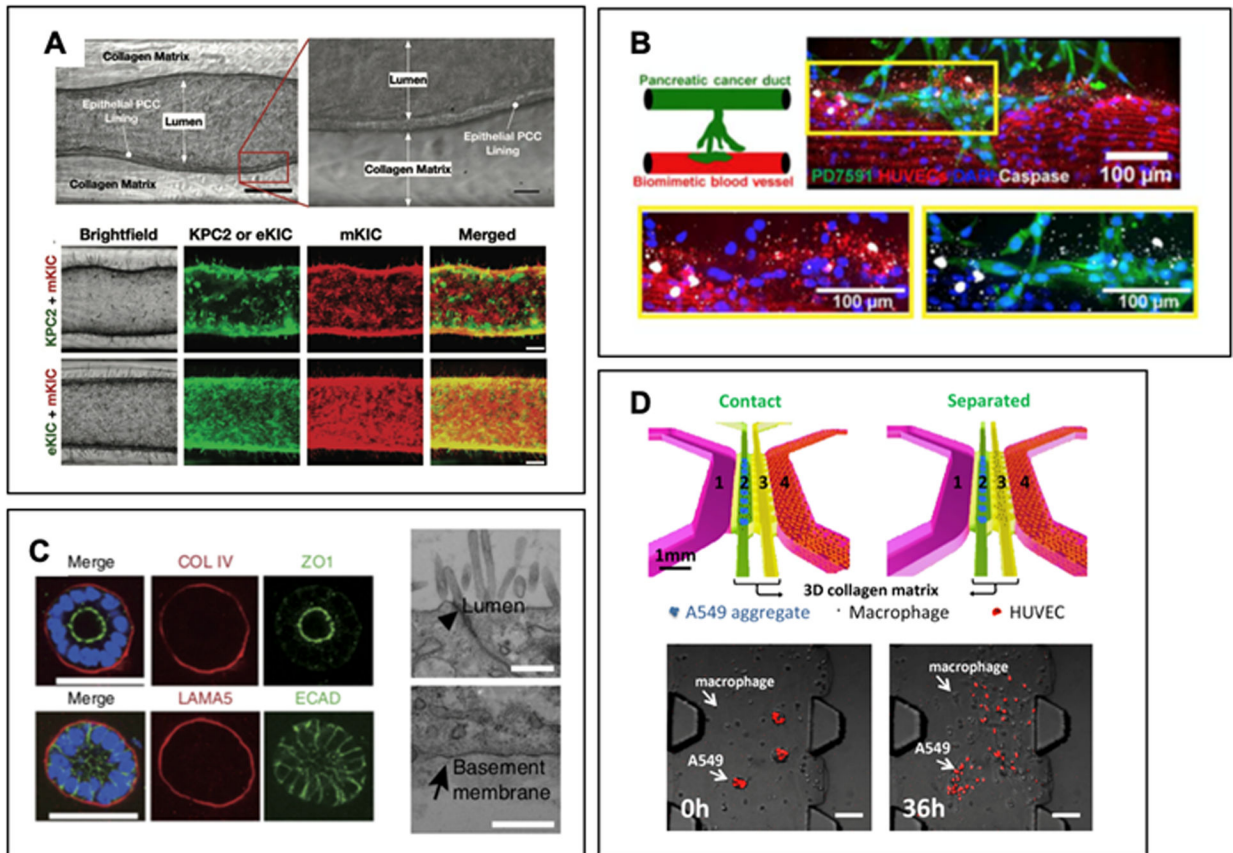 A
Collagen Matrix
Epithelial PCC
Lining
Lumen
Collagen Matrix
Lumen
Epithelial PCC
Lining
Collagen Matrix
Brightfield
KPC2 or eKIC
mKIC
Merged
KPC2 + mKIC
eKIC + mKIC
B
Pancreatic cancer duct
Biomimetic blood vessel
PD7591 HUVECs DAPI Caspase
100 µm
100 µm
100 µm
C
Merge
COL IV
ZO1
Merge
LAMA5
ECAD
Lumen
Basement
membrane
D
Contact
Separated
1 2 3 4
1 2 3 4
1mm
3D collagen matrix
A549 aggregate
Macrophage
HUVEC
macrophage
A549
0h
macrophage
A549
36h